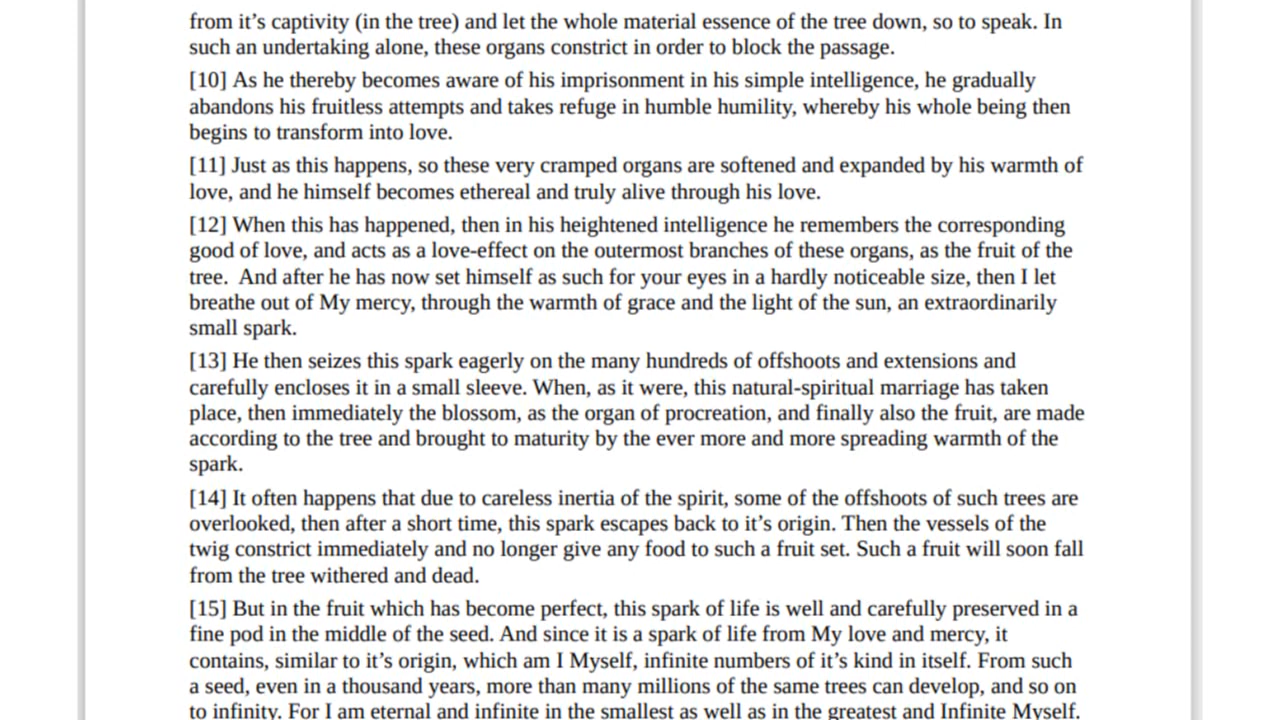 from it’s captivity (in the tree) and let the whole material essence of the tree down, so to speak. In
such an undertaking alone, these organs constrict in order to block the passage.
[10] As he thereby becomes aware of his imprisonment in his simple intelligence, he gradually
abandons his fruitless attempts and takes refuge in humble humility, whereby his whole being then
begins to transform into love.
[11] Just as this happens, so these very cramped organs are softened and expanded by his warmth of
love, and he himself becomes ethereal and truly alive through his love.
[12] When this has happened, then in his heightened intelligence he remembers the corresponding
good of love, and acts as a love-effect on the outermost branches of these organs, as the fruit of the
tree.  And after he has now set himself as such for your eyes in a hardly noticeable size, then I let
breathe out of My mercy, through the warmth of grace and the light of the sun, an extraordinarily
small spark.
[13] He then seizes this spark eagerly on the many hundreds of offshoots and extensions and
carefully encloses it in a small sleeve. When, as it were, this natural-spiritual marriage has taken
place, then immediately the blossom, as the organ of procreation, and finally also the fruit, are made
according to the tree and brought to maturity by the ever more and more spreading warmth of the
spark.
[14] It often happens that due to careless inertia of the spirit, some of the offshoots of such trees are
overlooked, then after a short time, this spark escapes back to it’s origin. Then the vessels of the
twig constrict immediately and no longer give any food to such a fruit set. Such a fruit will soon fall
from the tree withered and dead.
[15] But in the fruit which has become perfect, this spark of life is well and carefully preserved in a
fine pod in the middle of the seed. And since it is a spark of life from My love and mercy, it
contains, similar to it’s origin, which am I Myself, infinite numbers of it’s kind in itself. From such
a seed, even in a thousand years, more than many millions of the same trees can develop, and so on
to infinity. For I am eternal and infinite in the smallest as well as in the greatest and Infinite Myself.